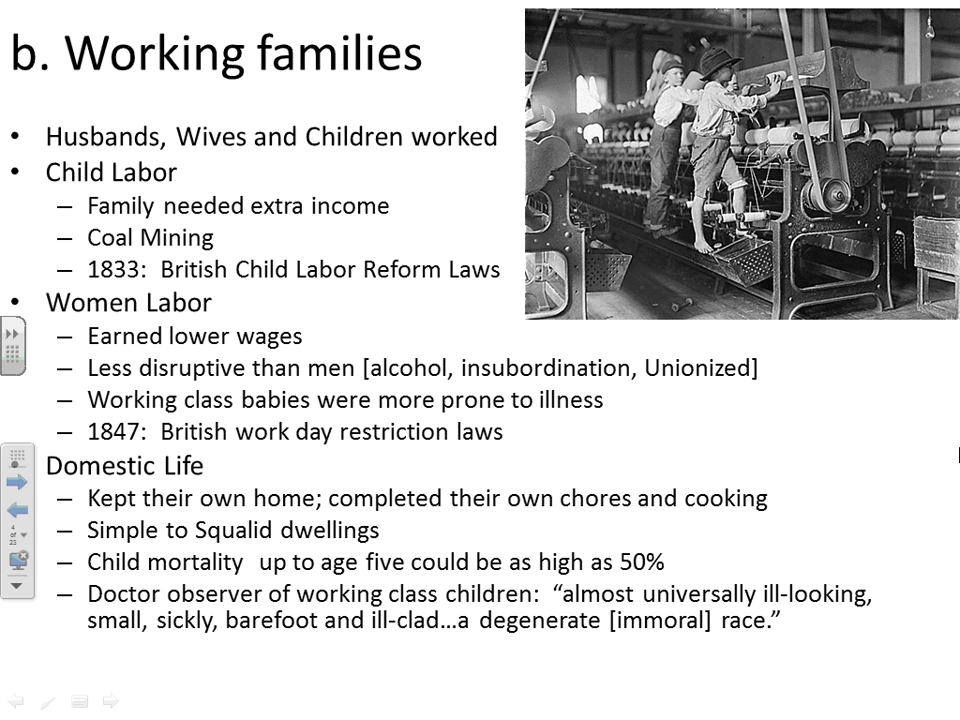 b. Working families
• Husbands, Wives and Children worked
• Child Labor
– Family needed extra income
– Coal Mining
– 1833: British Child Labor Reform Laws
• Women Labor
– Earned lower wages
– Less disruptive than men [alcohol, insubordination, Unionized]
– Working class babies were more prone to illness
– 1847: British work day restriction laws
Domestic Life
– Kept their own home; completed their own chores and cooking
– Simple to Squalid dwellings
– Child mortality up to age five could be as high as 50%
– Doctor observer of working class children: “almost universally ill-looking,
small, sickly, barefoot and ill-clad…a degenerate [immoral] race.”
4
of
23